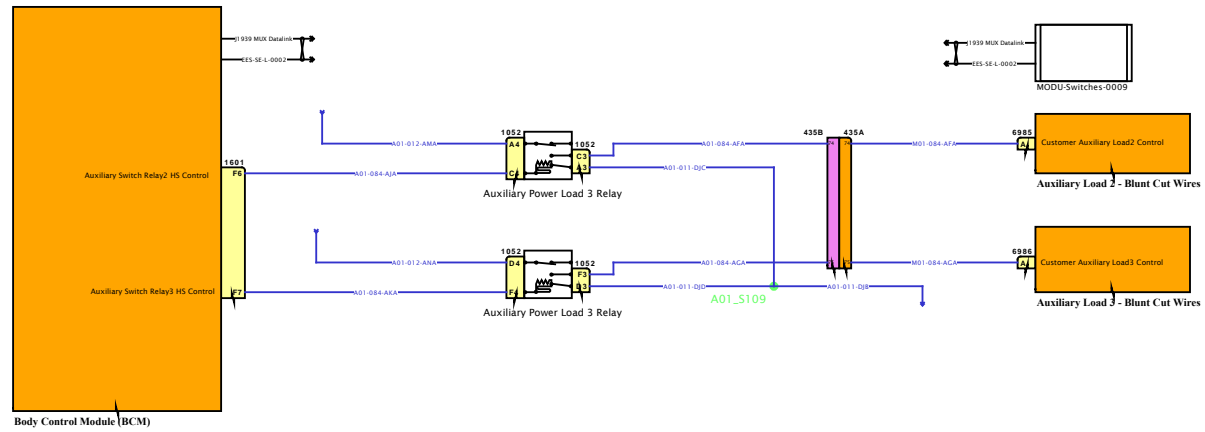 J1939 MUX Datalink
EES-SE-L-0002
J1939 MUX Datalink
EES-SE-L-0002
MODU-Switches-0009
1601
Auxiliary Switch Relay2 HS Control
F6
A01-084-AJA
A01-012-AMA
1052
A4
1052
C3
A3
Auxiliary Power Load 3 Relay
A01-084-AFA
A01-011-DJC
435B
435A
74
74
M01-084-AFA
6985
Customer Auxiliary Load2 Control
Auxiliary Load 2 - Blunt Cut Wires
Auxiliary Switch Relay3 HS Control
F7
A01-084-AKA
A01-012-ANA
1052
D4
F4
1052
F3
D3
Auxiliary Power Load 3 Relay
A01-084-AGA
A01-011-DJD
A01_S109
A01-011-DJB
M01-084-AGA
6986
Customer Auxiliary Load3 Control
Auxiliary Load 3 - Blunt Cut Wires
Body Control Module (BCM)